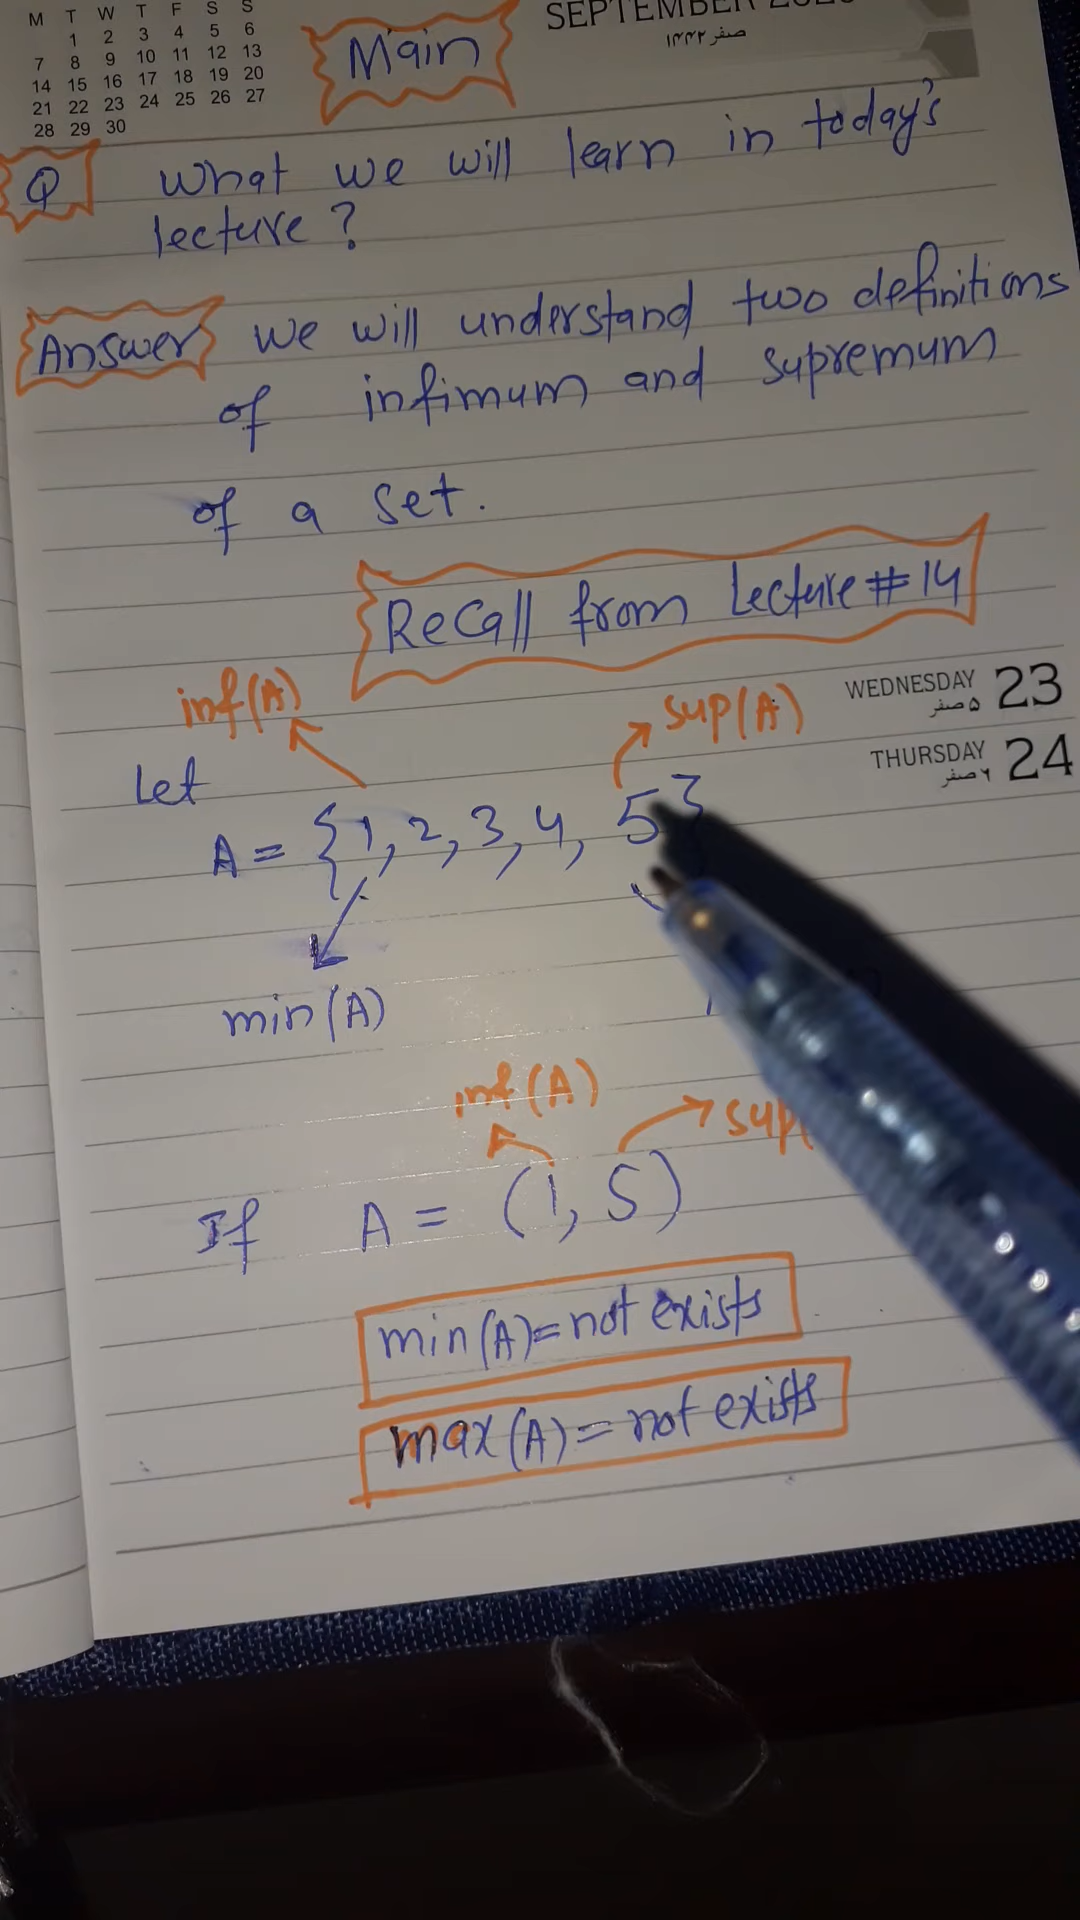 M T W T F S S
1 2 3 4 5 6
7 8 9 10 11 12 13
14 15 16 17 18 19 20
21 22 23 24 25 26 27
28 29 30
SEPTEMBER
صفر ۱۴۴۲
Main
Q What we will learn in today's
lecture?
Answer we will understand two definitions
of infimum and supremum
of a set.
Recall from Lecture #14
WEDNESDAY 23
۵ صفر
THURSDAY 24
۶ صفر
inf(A) sup(A)
Let
A = {1, 2, 3, 4, 5}
min(A)
inf(A) sup(
If A = (1, 5)
min(A)=not exists
max(A)=not exists